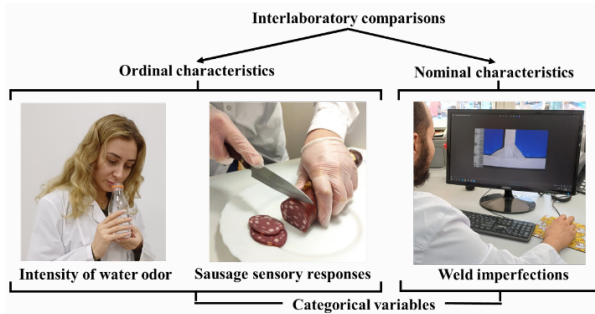 Interlaboratory comparisons
Ordinal characteristics
Nominal characteristics
Intensity of water odor
Sausage sensory responses
Weld imperfections
Categorical variables